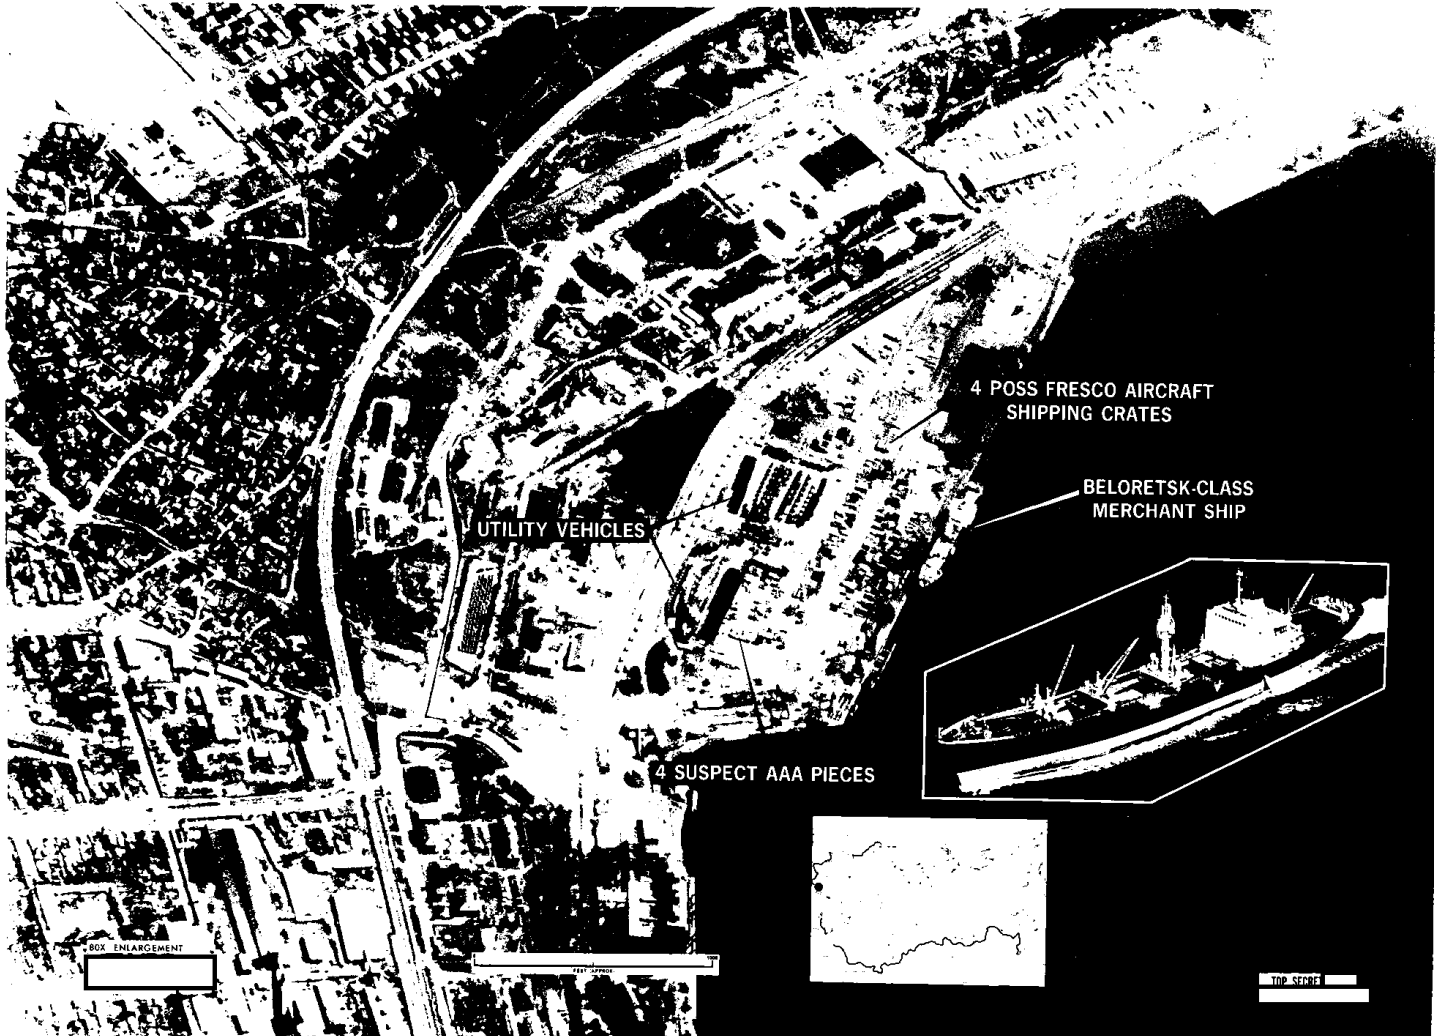 4 POSS FRESCO AIRCRAFT
SHIPPING CRATES
BELORETSK-CLASS
MERCHANT SHIP
UTILITY VEHICLES
4 SUSPECT AAA PIECES
80X ENLARGEMENT
1000
FEET APPROX
TOP SECRET